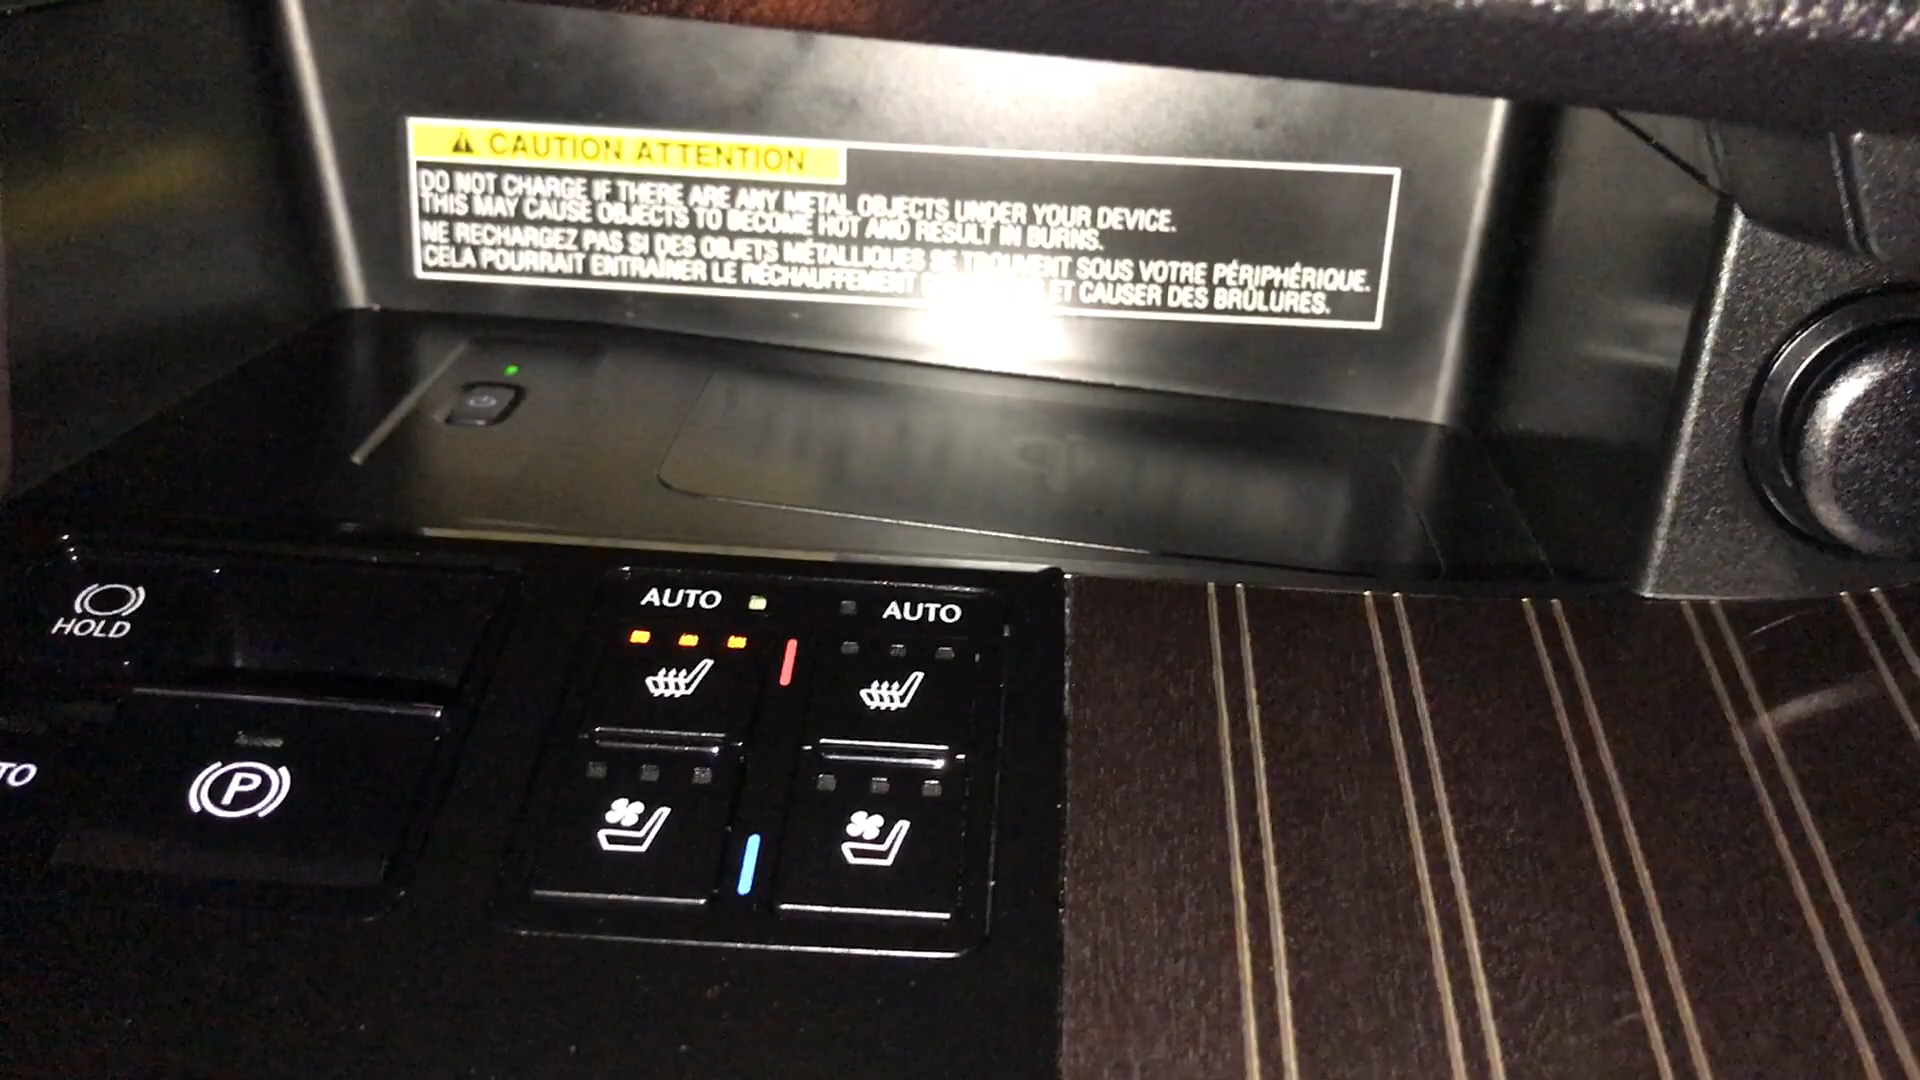 CAUTION ATTENTION
DO NOT CHARGE IF THERE ARE ANY METAL OBJECTS UNDER YOUR DEVICE.
THIS MAY CAUSE OBJECTS TO BECOME HOT AND RESULT IN BURNS.
NE RECHARGEZ PAS SI DES OBJETS MÉTALLIQUES SE TROUVENT SOUS VOTRE PÉRIPHÉRIQUE.
CELA POURRAIT ENTRAÎNER LE RÉCHAUFFEMENT ET CAUSER DES BRÛLURES.
qi
AUTO AUTO
HOLD
TO
P